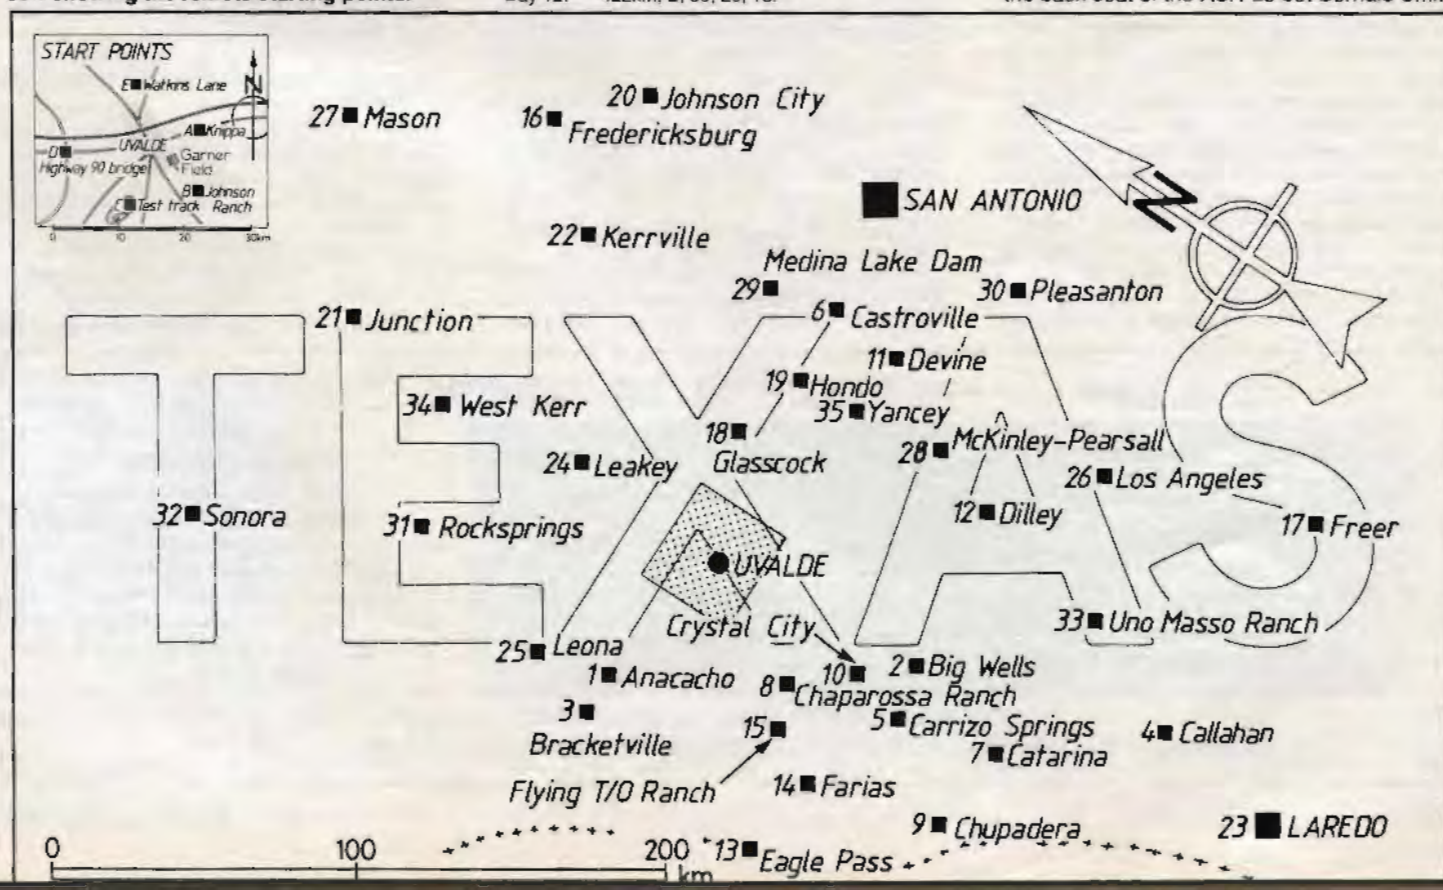 START POINTS
E Watkins Lane
N
A Knippa
UVALDE
D
Highway 90 bridge
Garner
Field
B Johnson
Ranch
C Test track
0 10 20 30km
27 Mason
16 Fredericksburg
20 Johnson City
SAN ANTONIO
N
22 Kerrville
Medina Lake Dam
29
30 Pleasanton
6 Castroville
21 Junction
11 Devine
19 Hondo
35 Yancey
34 West Kerr
18
Glasscock
28 McKinley-Pearsall
24 Leakey
26 Los Angeles
32 Sonora
31 Rocksprings
12 Dilley
17 Freer
UVALDE
TEXAS
Crystal City
33 Uno Masso Ranch
25 Leona
1 Anacacho
10
2 Big Wells
8 Chaparossa Ranch
3
Bracketville
15
5 Carrizo Springs
4 Callahan
7 Catarina
Flying T/O Ranch
14 Farias
9 Chupadera
23 LAREDO
13 Eagle Pass
0 100 200 km